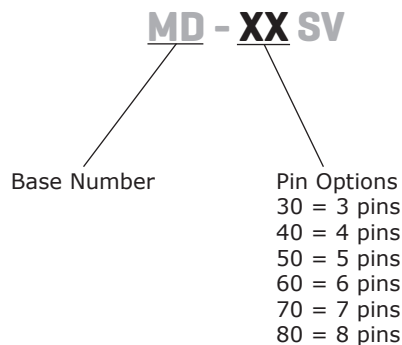 MD - XX SV
Base Number
Pin Options
30 = 3 pins
40 = 4 pins
50 = 5 pins
60 = 6 pins
70 = 7 pins
80 = 8 pins